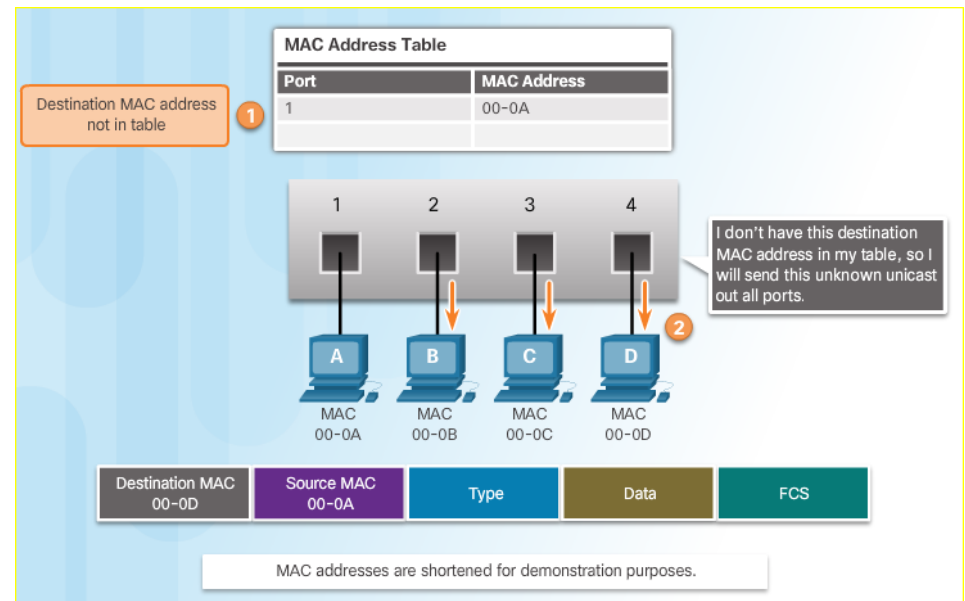 MAC Address Table
Port MAC Address
Destination MAC address
not in table
1
1 00-0A
1 2 3 4
I don't have this destination
MAC address in my table, so I
will send this unknown unicast
out all ports.
2
A B C D
MAC MAC MAC MAC
00-0A 00-0B 00-0C 00-0D
Destination MAC
00-0D
Source MAC
00-0A
Type
Data
FCS
MAC addresses are shortened for demonstration purposes.